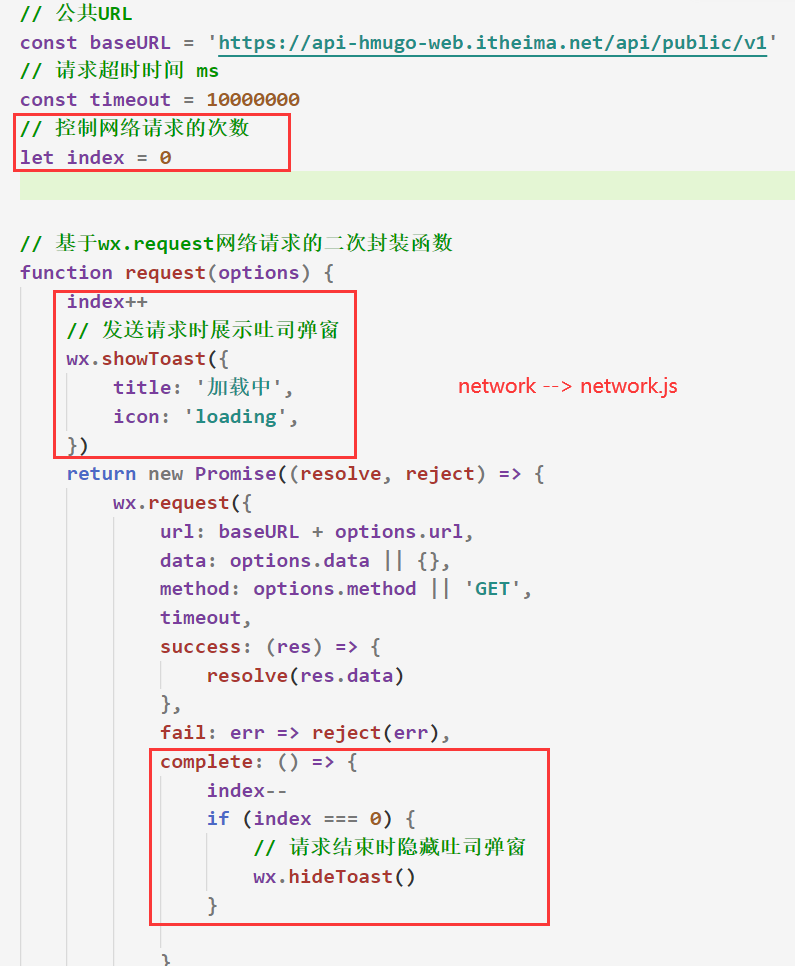 // 公共URL
const baseURL = 'https://api-hmugo-web.itheima.net/api/public/v1'
// 请求超时时间 ms
const timeout = 10000000
// 控制网络请求的次数
let index = 0
// 基于wx.request网络请求的二次封装函数
function request(options) {
index++
// 发送请求时展示吐司弹窗
wx.showToast({
title: '加载中',
icon: 'loading',
})
network --> network.js
return new Promise((resolve, reject) => {
wx.request({
url: baseURL + options.url,
data: options.data || {},
method: options.method || 'GET',
timeout,
success: (res) => {
resolve(res.data)
},
fail: err => reject(err),
complete: () => {
index--
if (index === 0) {
// 请求结束时隐藏吐司弹窗
wx.hideToast()
}
}